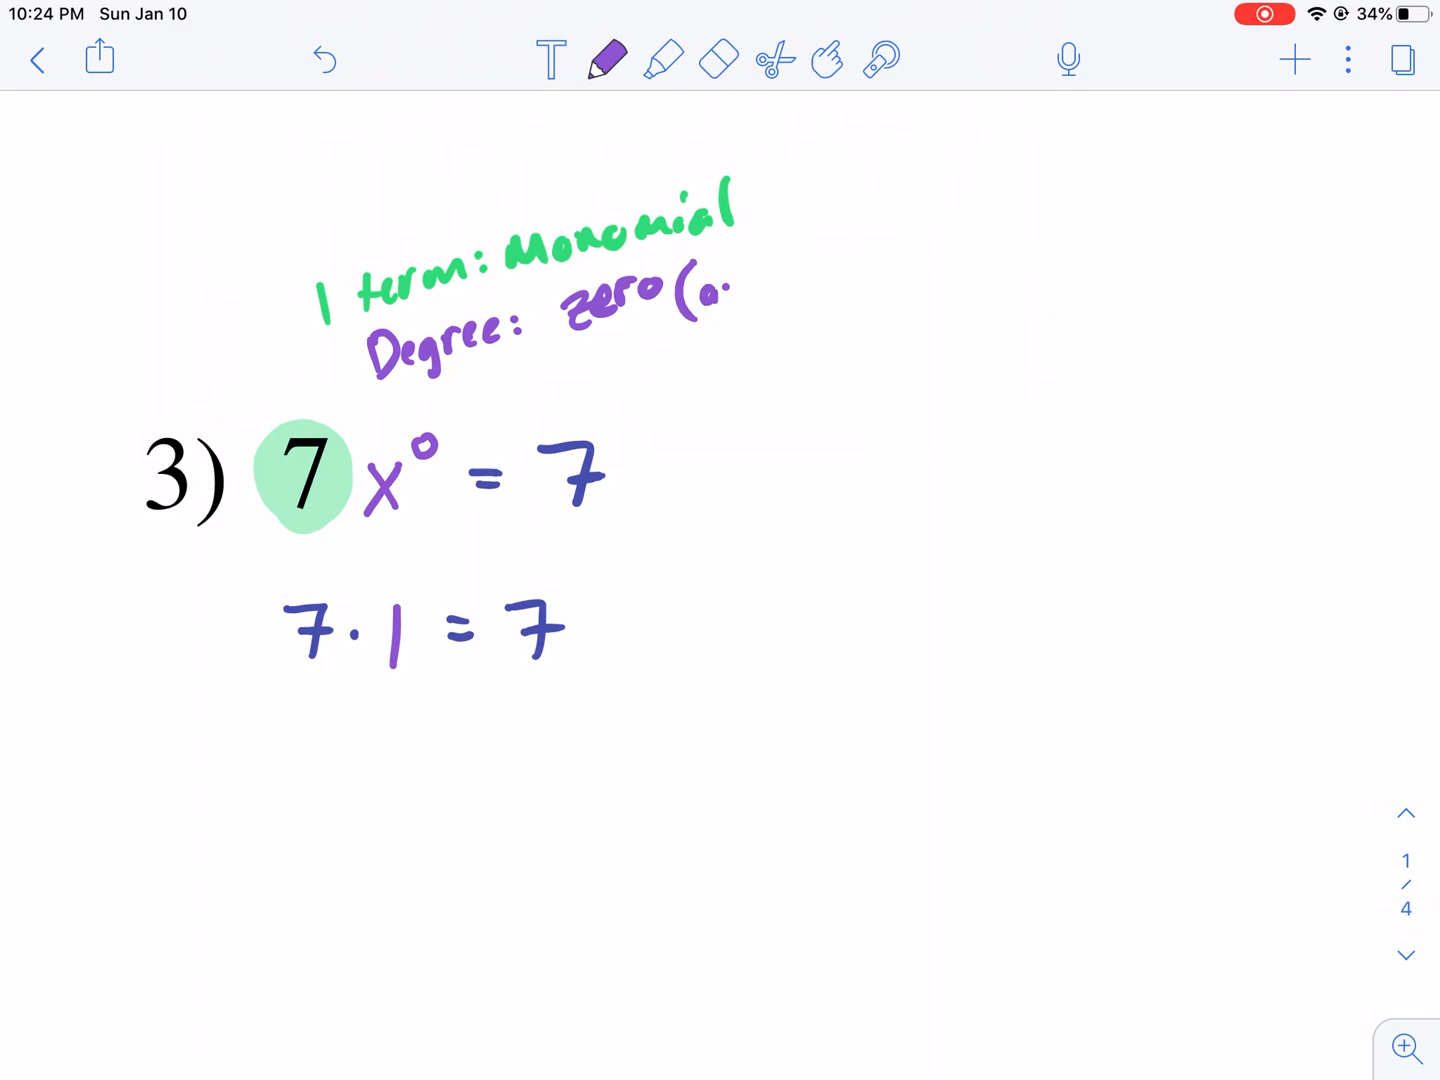 10:24 PM Sun Jan 10
34%
T
1 term: Monomial
Degree: zero (
3) 7x⁰ = 7
7 · 1 = 7
1
/
4